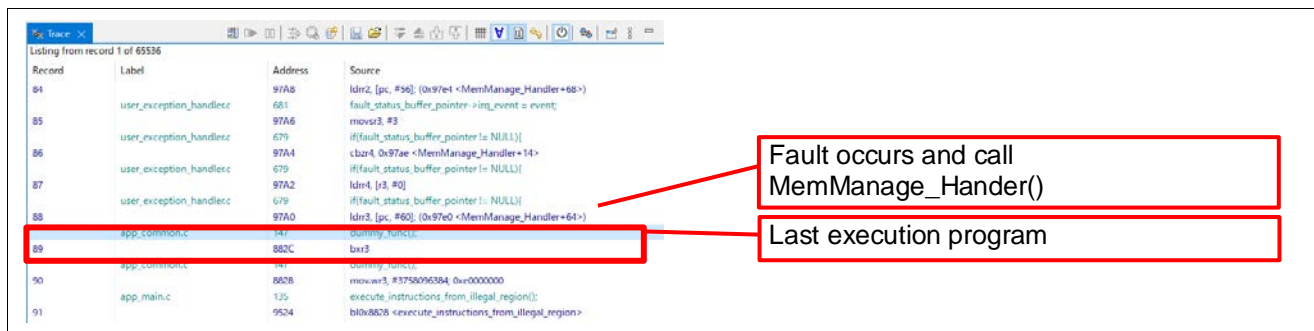 Trace
Listing from record 1 of 65536
Record Label Address Source
84 97A8 ldrr2, [pc, #56]; (0x97e4 <MemManage_Handler+68>)
user_exception_handler.c 681 fault_status_buffer_pointer->irq_event = event;
85 97A6 movsr3, #3
user_exception_handler.c 679 if(fault_status_buffer_pointer != NULL){
86 97A4 cbzr4, 0x97ae <MemManage_Handler+14>
user_exception_handler.c 679 if(fault_status_buffer_pointer != NULL){
87 97A2 ldrr4, [r3, #0]
user_exception_handler.c 679 if(fault_status_buffer_pointer != NULL){
88 97A0 ldrr3, [pc, #60]; (0x97e0 <MemManage_Handler+64>)
app_common.c 147 dummy_func();
89 882C bxr3
app_common.c 147 dummy_func();
90 8828 mov.wr3, #3758096384; 0xe0000000
app_main.c 135 execute_instructions_from_illegal_region();
91 9524 bl0x8828 <execute_instructions_from_illegal_region>
Fault occurs and call
MemManage_Hander()
Last execution program